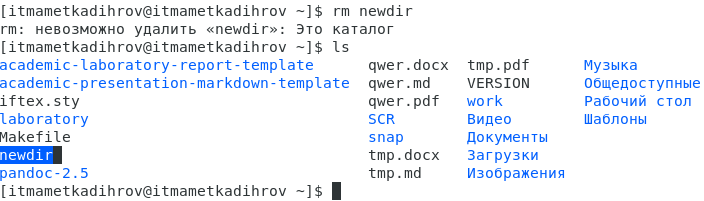 [itmametkadihrov@itmametkadihrov ~]$ rm newdir
rm: невозможно удалить «newdir»: Это каталог
[itmametkadihrov@itmametkadihrov ~]$ ls
academic-laboratory-report-template qwer.docx tmp.pdf Музыка
academic-presentation-markdown-template qwer.md VERSION Общедоступные
iftex.sty qwer.pdf work Рабочий стол
laboratory SCR Видео Шаблоны
Makefile snap Документы
newdir tmp.docx Загрузки
pandoc-2.5 tmp.md Изображения
[itmametkadihrov@itmametkadihrov ~]$